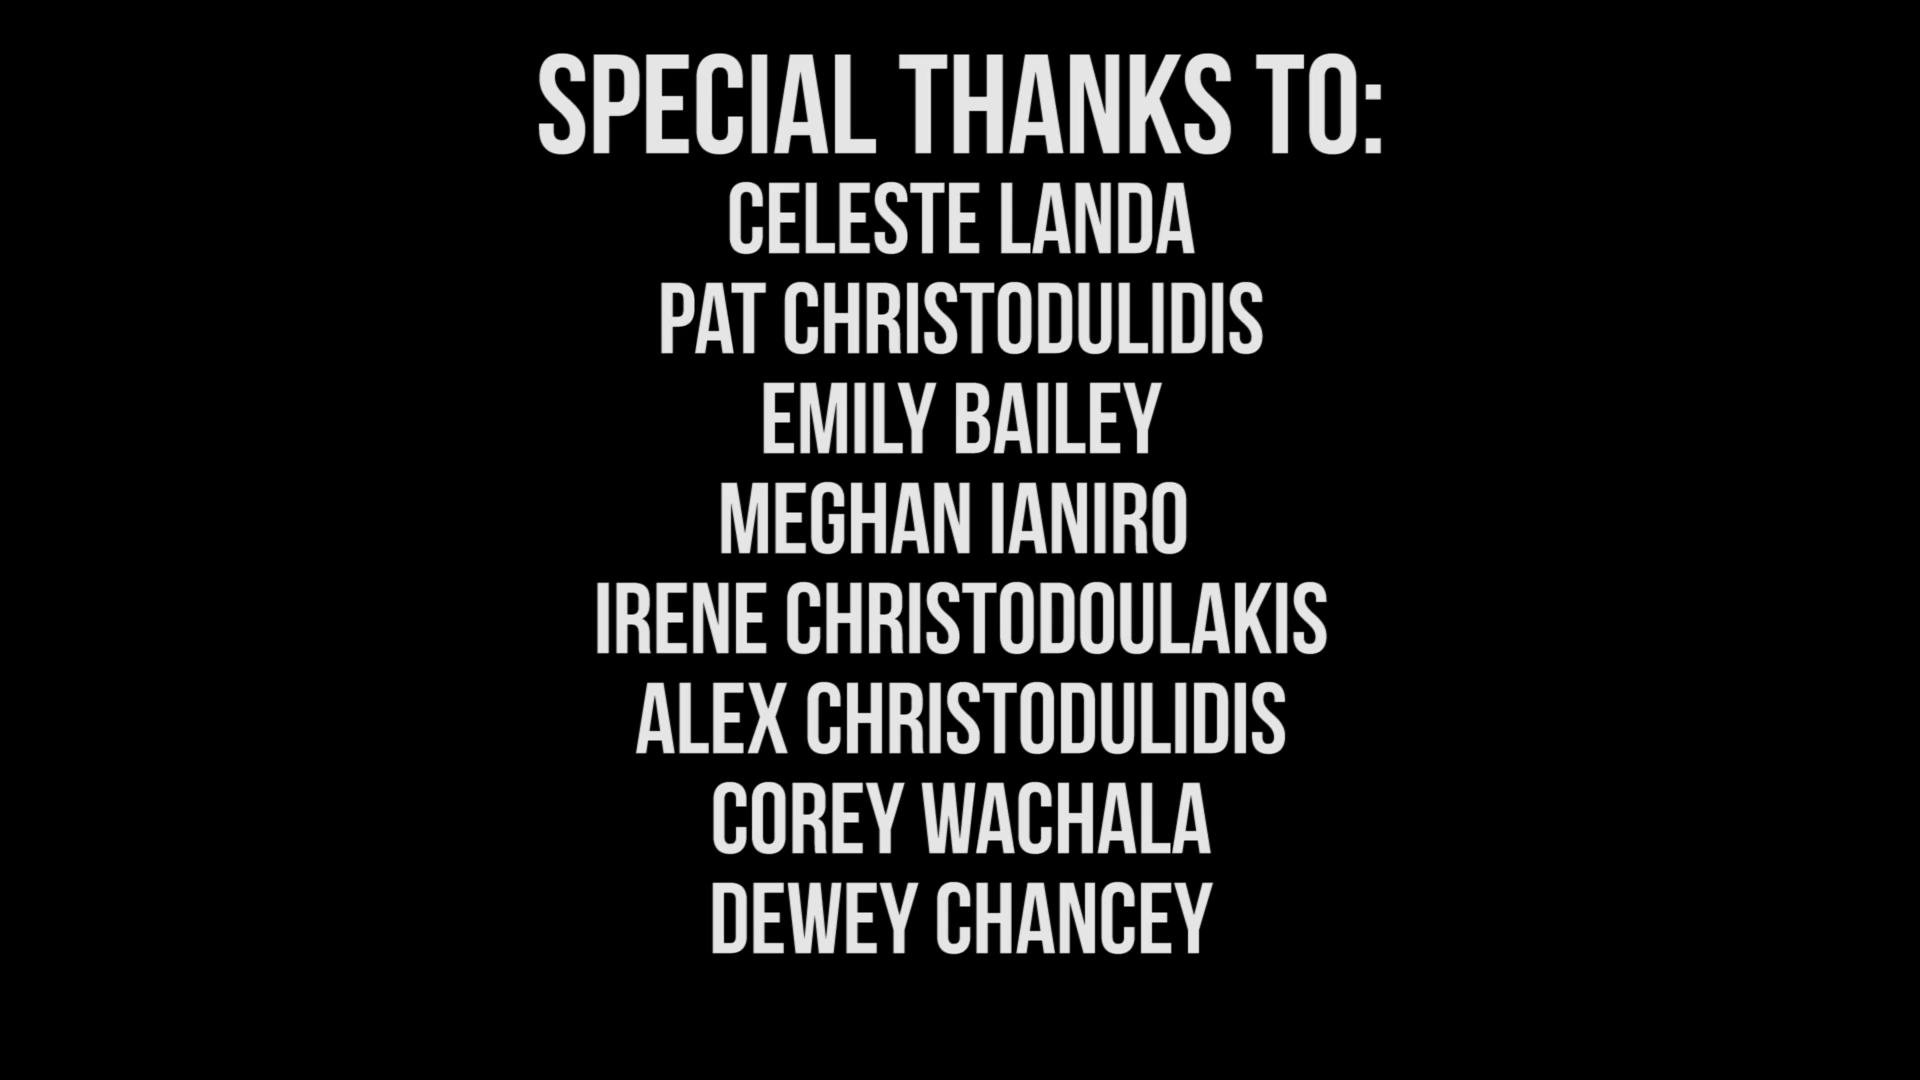 SPECIAL THANKS TO:
CELESTE LANDA
PAT CHRISTODULIDIS
EMILY BAILEY
MEGHAN IANIRO
IRENE CHRISTODOULAKIS
ALEX CHRISTODULIDIS
COREY WACHALA
DEWEY CHANCEY